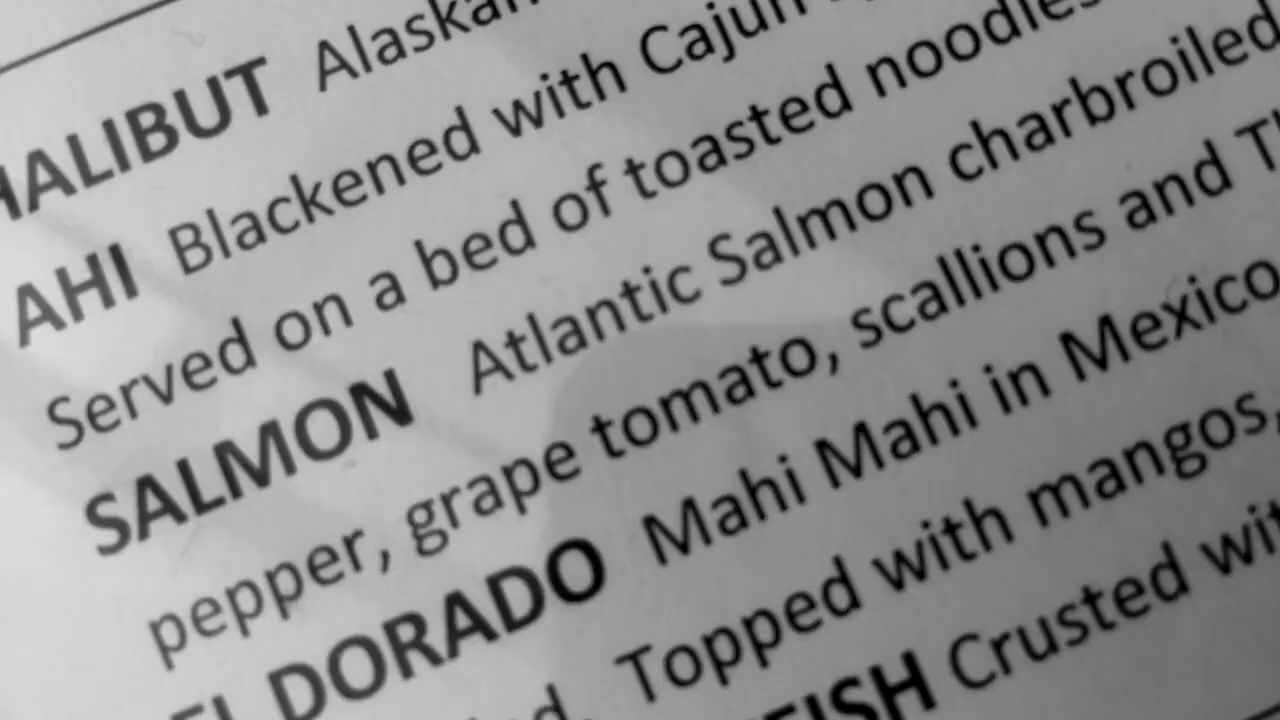 HALIBUT Alaskan
AHI Blackened with Cajun
Served on a bed of toasted noodles
SALMON Atlantic Salmon charbroiled
pepper, grape tomato, scallions and
EL DORADO Mahi Mahi in Mexico
Topped with mangos,
Crusted